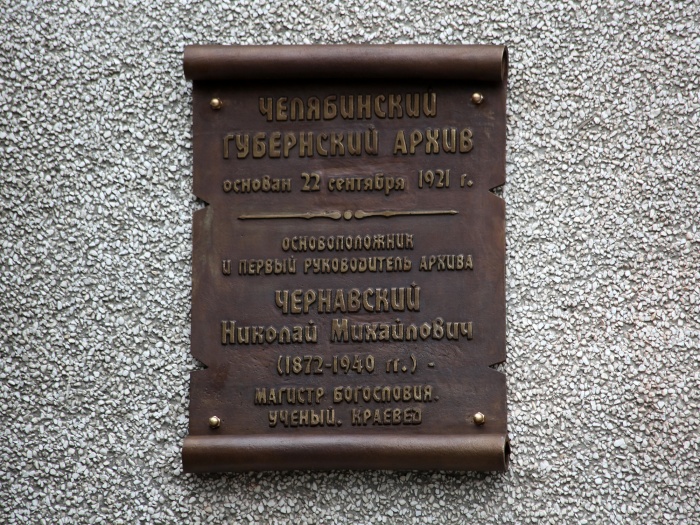 ЧЕЛЯБИНСКИЙ
ГУБЕРНСКИЙ АРХИВ
основан 22 сентября 1921 г.
ОСНОВОПОЛОЖНИК
И ПЕРВЫЙ РУКОВОДИТЕЛЬ АРХИВА
ЧЕРНАВСКИЙ
Николай Михайлович
(1872-1940 гг.) -
МАГИСТР БОГОСЛОВИЯ,
УЧЕНЫЙ, КРАЕВЕД